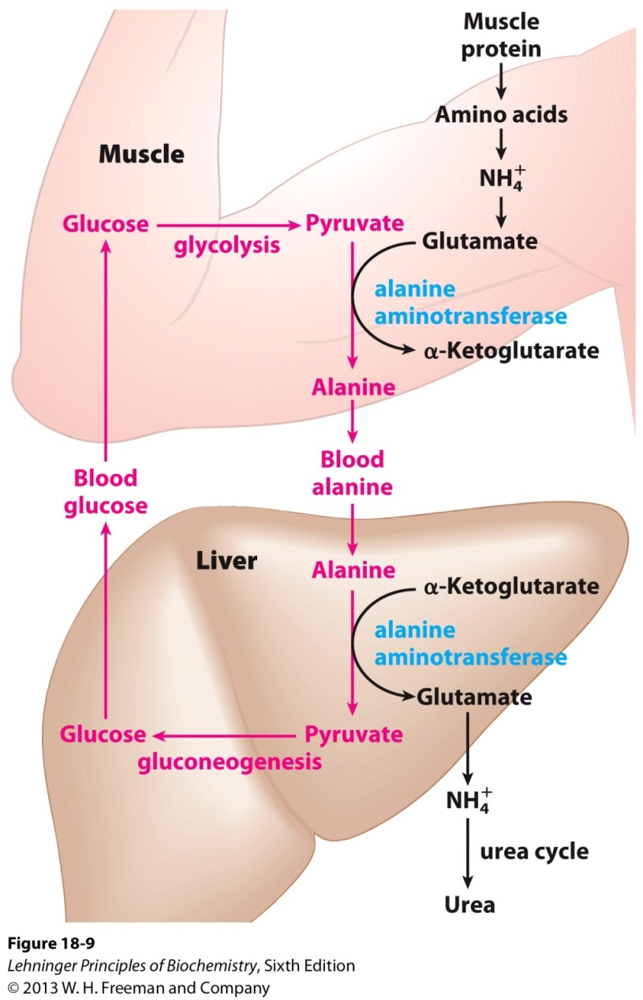 Muscle
protein
Amino acids
Muscle
NH₄⁺
Glucose
glycolysis
Pyruvate
Glutamate
alanine
aminotransferase
α-Ketoglutarate
Alanine
Blood
alanine
Blood
glucose
Liver
Alanine
α-Ketoglutarate
alanine
aminotransferase
Glutamate
Glucose
gluconeogenesis
Pyruvate
NH₄⁺
urea cycle
Urea
Figure 18-9
Lehninger Principles of Biochemistry, Sixth Edition
© 2013 W. H. Freeman and Company